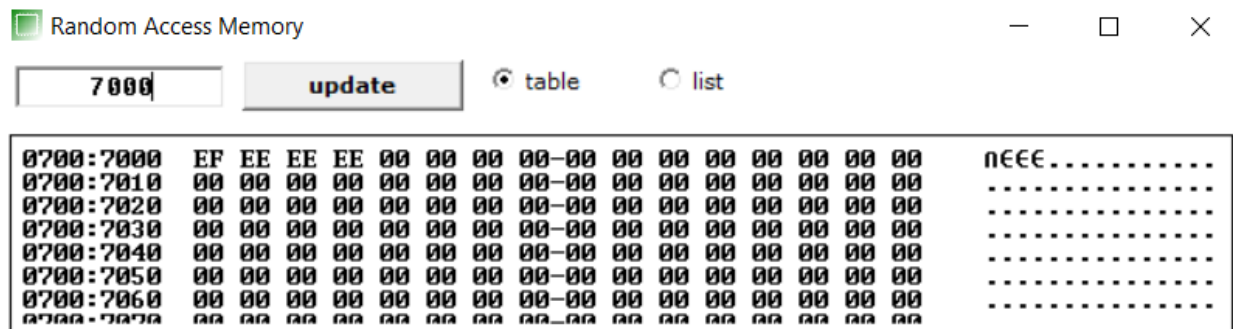 Random Access Memory
7000 update table list
0700:7000 EF EE EE EE 00 00 00 00-00 00 00 00 00 00 00 00 ∩∈∈∈............
0700:7010 00 00 00 00 00 00 00 00-00 00 00 00 00 00 00 00 ................
0700:7020 00 00 00 00 00 00 00 00-00 00 00 00 00 00 00 00 ................
0700:7030 00 00 00 00 00 00 00 00-00 00 00 00 00 00 00 00 ................
0700:7040 00 00 00 00 00 00 00 00-00 00 00 00 00 00 00 00 ................
0700:7050 00 00 00 00 00 00 00 00-00 00 00 00 00 00 00 00 ................
0700:7060 00 00 00 00 00 00 00 00-00 00 00 00 00 00 00 00 ................